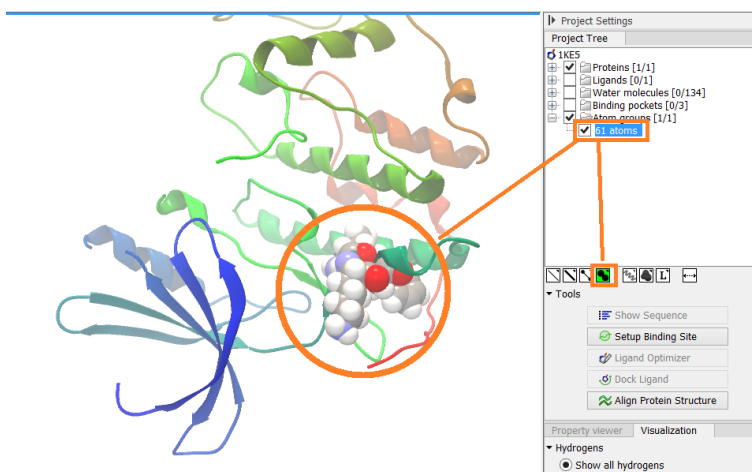 Project Settings
Project Tree
1KE5
Proteins [1/1]
Ligands [0/1]
Water molecules [0/134]
Binding pockets [0/3]
Atom groups [1/1]
61 atoms
L
Tools
Show Sequence
Setup Binding Site
Ligand Optimizer
Dock Ligand
Align Protein Structure
Property viewer Visualization
Hydrogens
Show all hydrogens